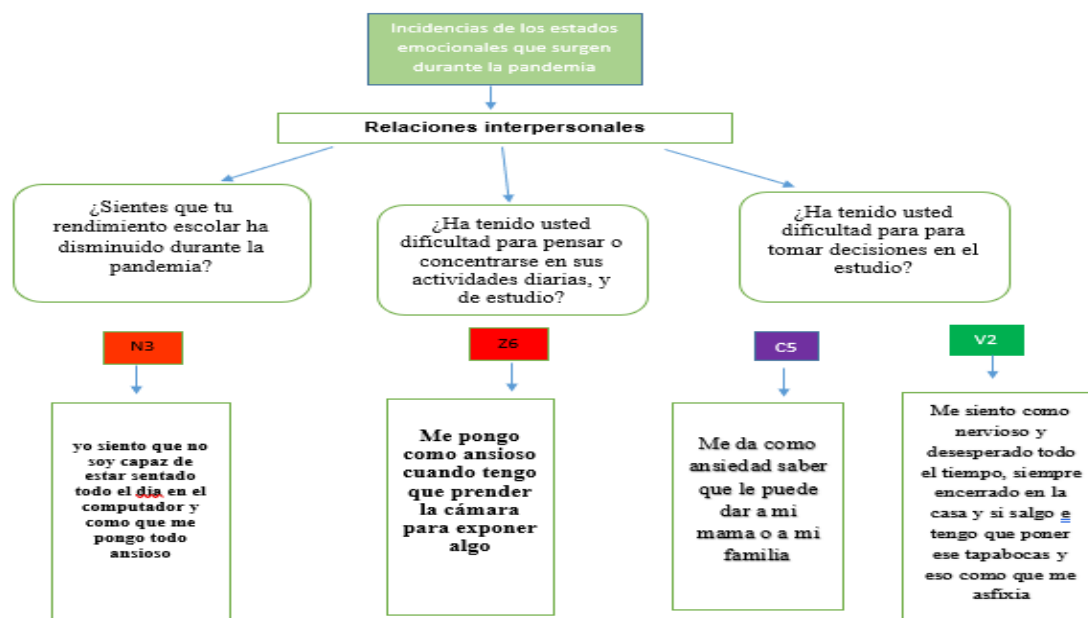 Incidencias de los estados
emocionales que surgen
durante la pandemia
Relaciones interpersonales
¿Sientes que tu
rendimiento escolar ha
disminuido durante la
pandemia?
¿Ha tenido usted
dificultad para pensar o
concentrarse en sus
actividades diarias, y
de estudio?
¿Ha tenido usted
dificultad para para
tomar decisiones en el
estudio?
N3
Z6
C5
V2
yo siento que no
soy capaz de
estar sentado
todo el dia en el
computador y
como que me
pongo todo
ansioso
Me pongo
como ansioso
cuando tengo
que prender
la cámara
para exponer
algo
Me da como
ansiedad saber
que le puede
dar a mi
mama o a mi
familia
Me siento como
nervioso y
desesperado todo
el tiempo, siempre
encerrado en la
casa y si salgo e
tengo que poner
ese tapabocas y
eso como que me
asfixia